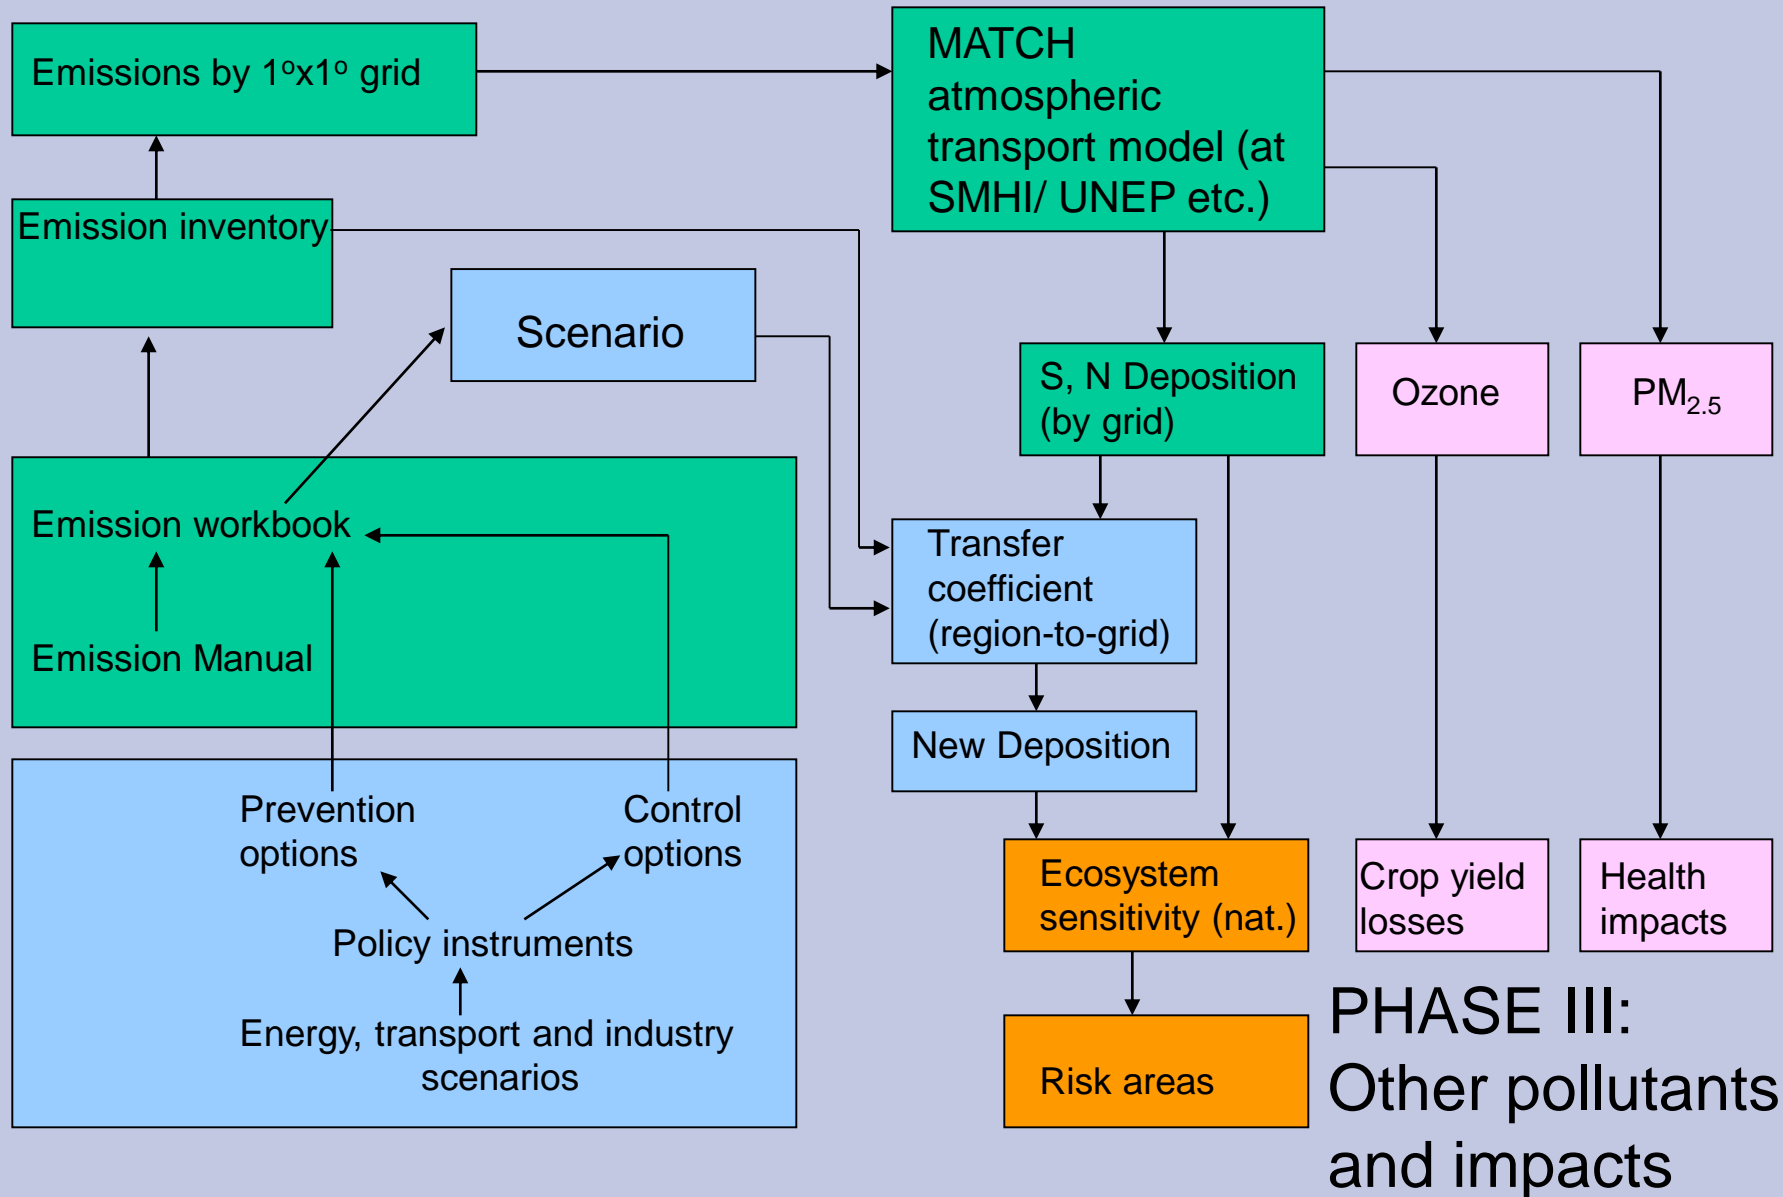 Emissions by 1ºx1º grid
MATCH
atmospheric
transport model (at
SMHI/ UNEP etc.)
Emission inventory
Scenario
S, N Deposition
(by grid)
Ozone
PM₂.₅
Emission workbook
Emission Manual
Transfer
coefficient
(region-to-grid)
New Deposition
Prevention
options
Control
options
Policy instruments
Energy, transport and industry
scenarios
Ecosystem
sensitivity (nat.)
Crop yield
losses
Health
impacts
Risk areas
PHASE III:
Other pollutants
and impacts